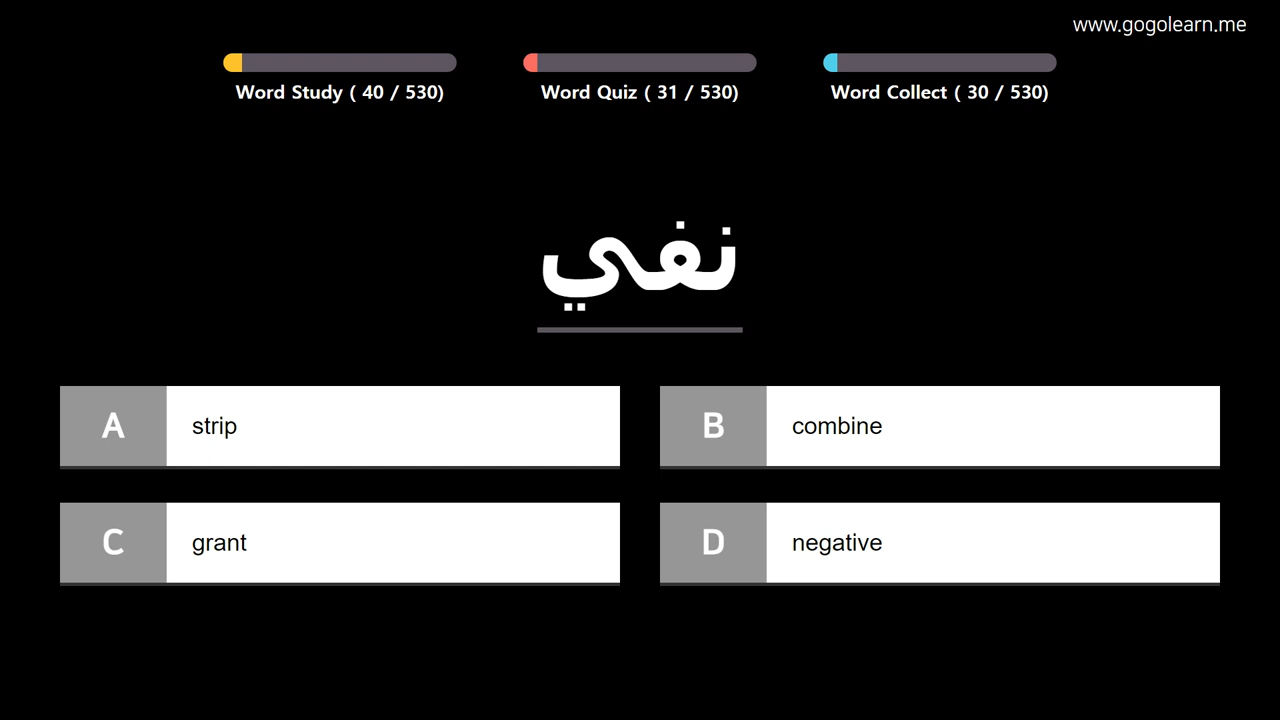 www.gogolearn.me
Word Study ( 40 / 530)
Word Quiz ( 31 / 530)
Word Collect ( 30 / 530)
نفي
A strip
B combine
C grant
D negative